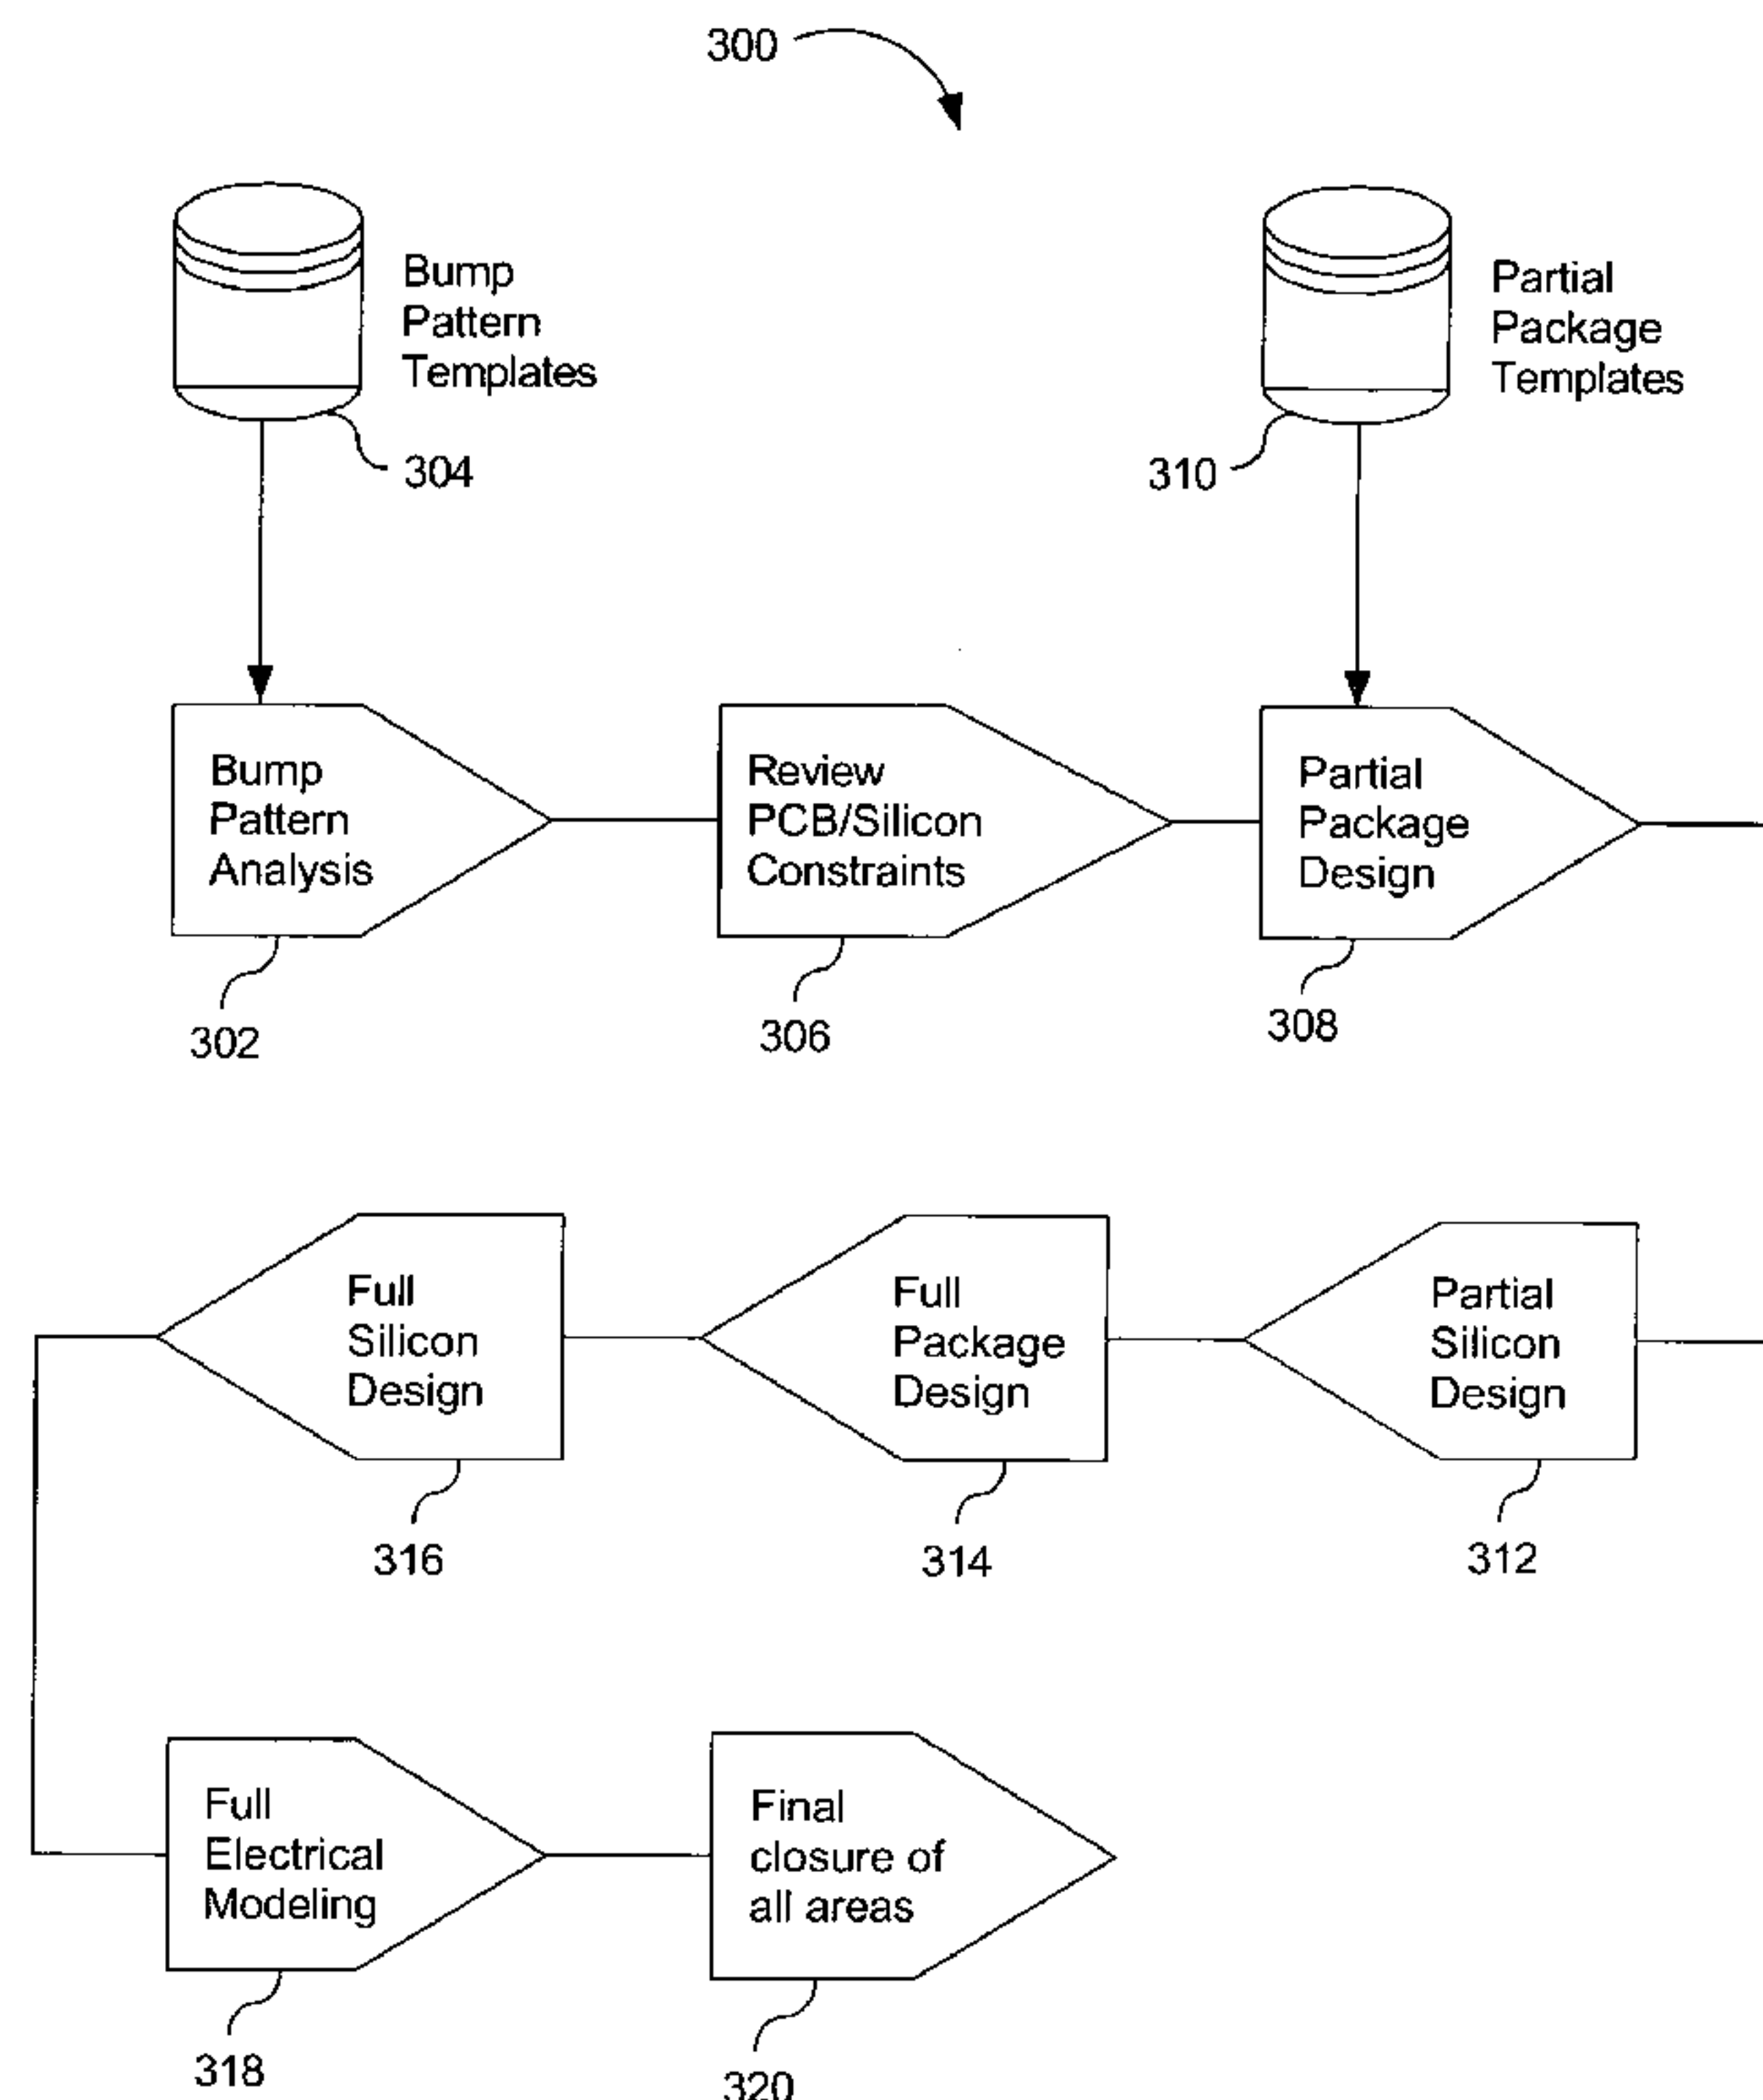 300
Bump
Pattern
Templates
304
Partial
Package
Templates
310
Bump
Pattern
Analysis
302
Review
PCB/Silicon
Constraints
306
Partial
Package
Design
308
Full
Silicon
Design
316
Full
Package
Design
314
Partial
Silicon
Design
312
Full
Electrical
Modeling
318
Final
closure of
all areas
320